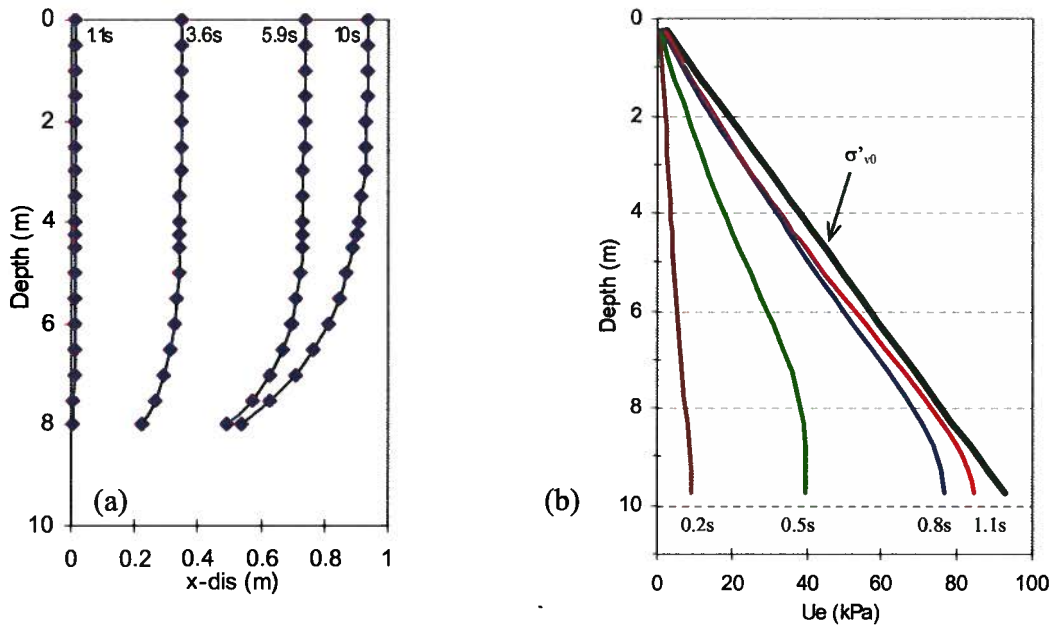 1.1s 3.6s 5.9s 10s
0
2
4
6
8
10
Depth (m)
0 0.2 0.4 0.6 0.8 1
x-dis (m)
(a)
0
2
4
6
8
10
Depth (m)
σ'v0
0.2s 0.5s 0.8s 1.1s
0 20 40 60 80 100
Ue (kPa)
(b)